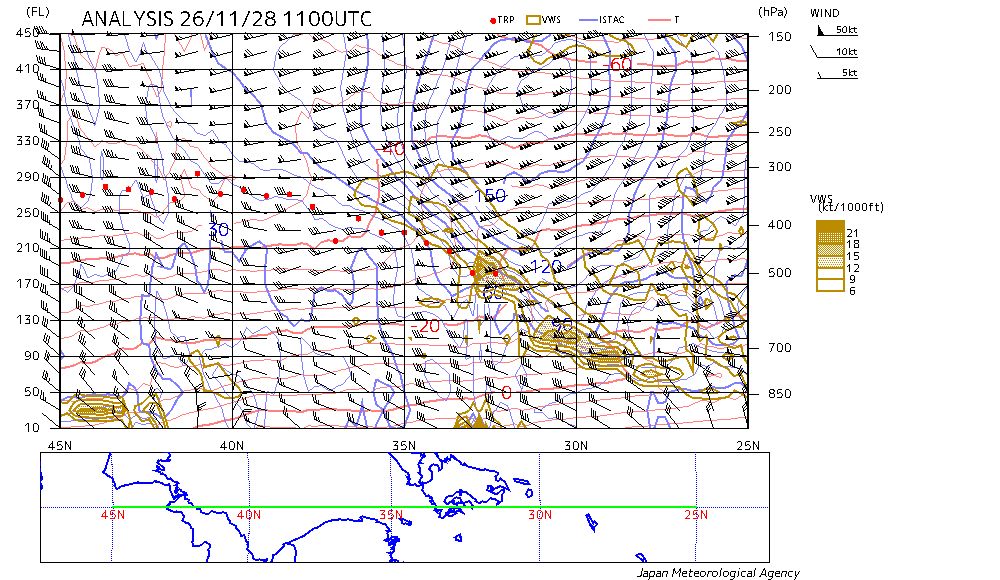 (FL) ANALYSIS 26/11/28 1100UTC TRP VWS ISTAC T (hPa) WIND
450 150 50kt
10kt
410 -60
5kt
370 200
330 250
-40
290 300
150 VWS
250 (kt/1000ft)
30 400
210 21
18
120 15
170 500 12
9
130 6
-20 90
90 700
50 0 850
10
45N 40N 35N 30N 25N
45N 40N 35N 30N 25N
Japan Meteorological Agency